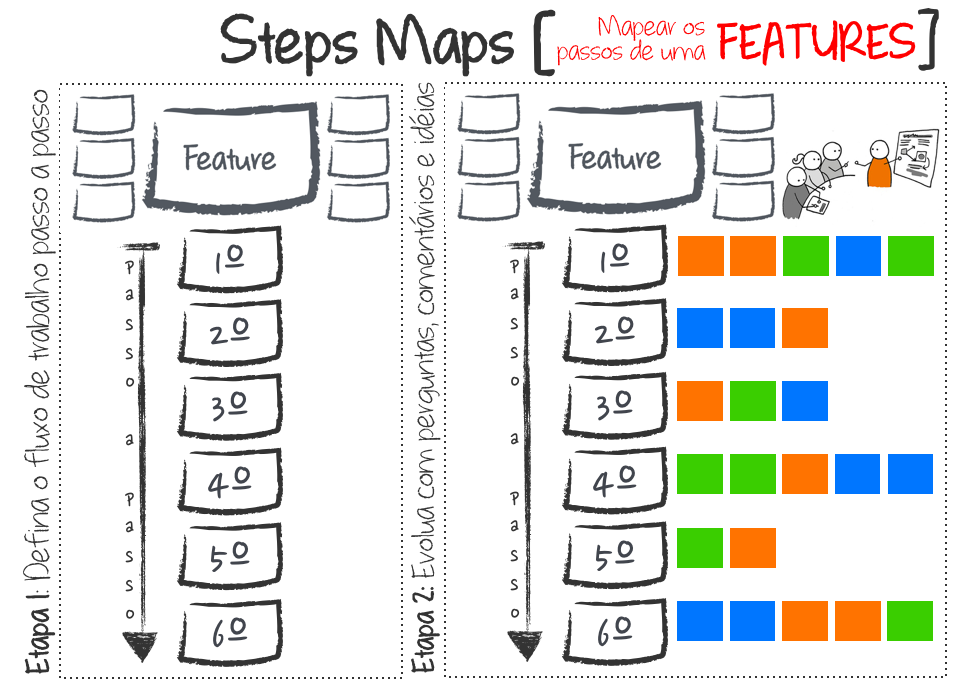 Steps Maps [
Mapear os
passos de uma
FEATURES]
Etapa 1: Defina o fluxo de trabalho passo a passo
Feature
passo a passo
1º
2º
3º
4º
5º
6º
Etapa 2: Evolua com perguntas, comentários e idéias
Feature
passo a passo
1º
2º
3º
4º
5º
6º